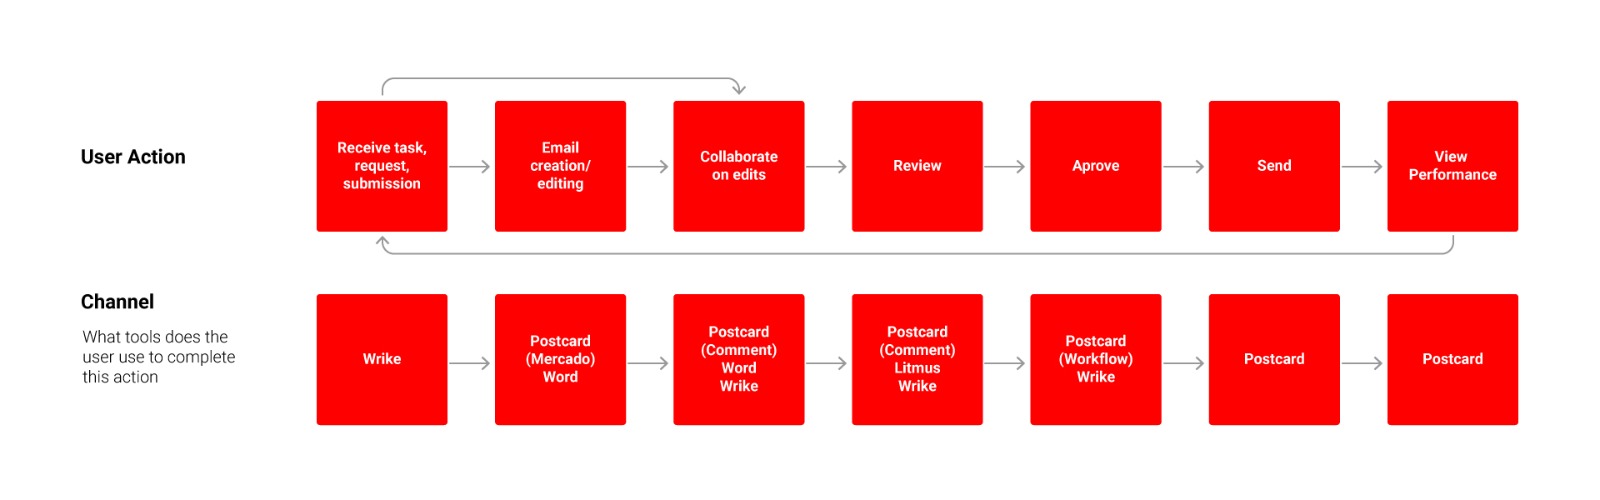 User Action
Receive task,
request,
submission
Email
creation/
editing
Collaborate
on edits
Review
Aprove
Send
View
Performance
Channel
What tools does the
user use to complete
this action
Wrike
Postcard
(Mercado)
Word
Postcard
(Comment)
Word
Wrike
Postcard
(Comment)
Litmus
Wrike
Postcard
(Workflow)
Wrike
Postcard
Postcard